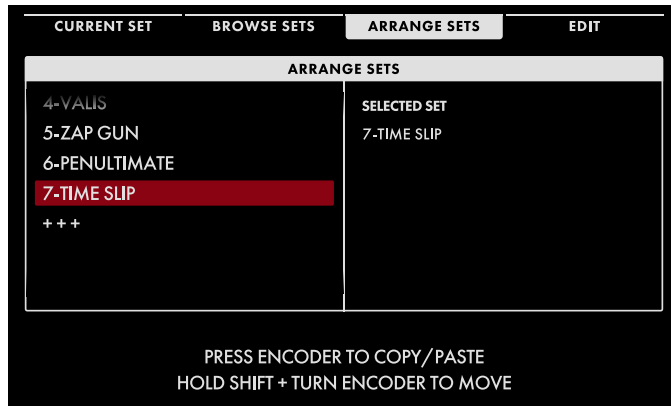 CURRENT SET BROWSE SETS ARRANGE SETS EDIT
ARRANGE SETS
4-VALIS
5-ZAP GUN
6-PENULTIMATE
7-TIME SLIP
+++
SELECTED SET
7-TIME SLIP
PRESS ENCODER TO COPY/PASTE
HOLD SHIFT + TURN ENCODER TO MOVE